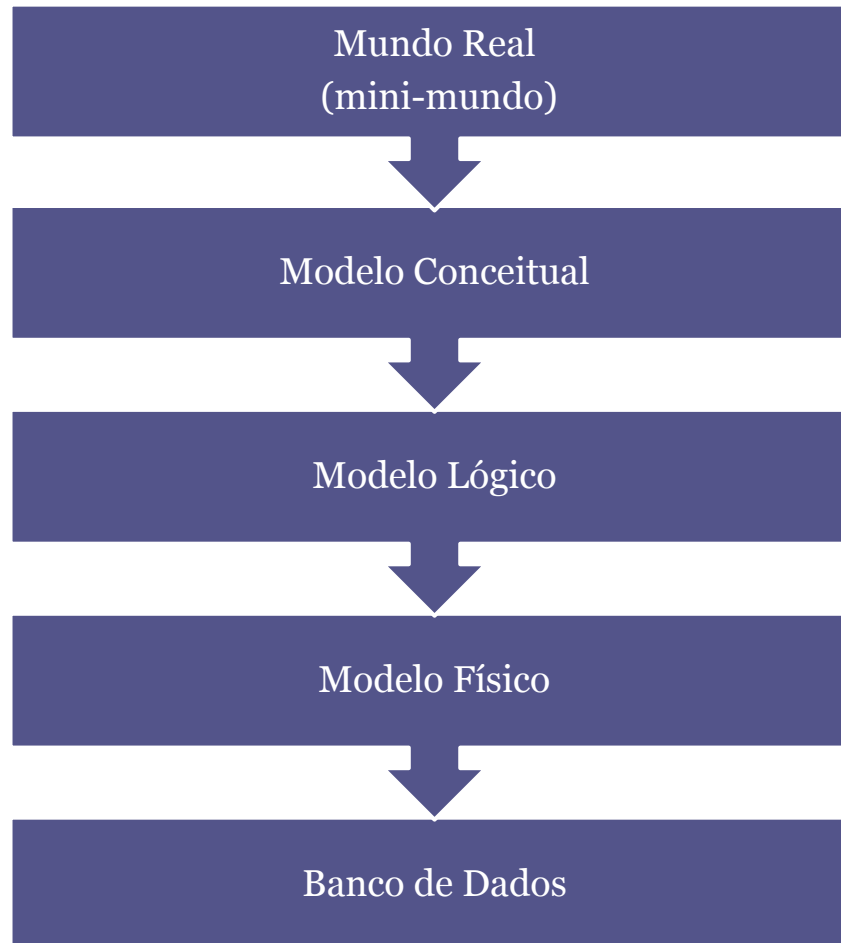 Mundo Real
(mini-mundo)
Modelo Conceitual
Modelo Lógico
Modelo Físico
Banco de Dados